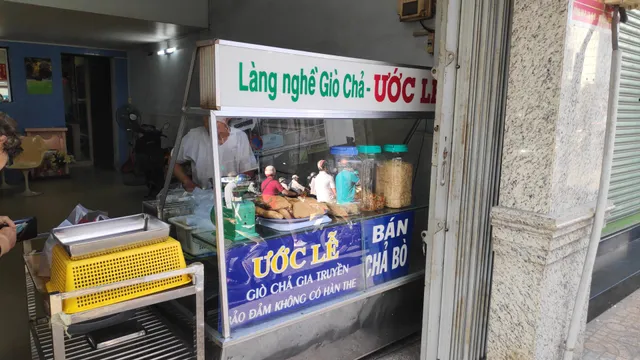 Làng nghề Giò Chả - ƯỚC LỄ
ƯỚC LỄ
GIÒ CHẢ GIA TRUYỀN
BẢO ĐẢM KHÔNG CÓ HÀN THE
BÁN
CHẢ BÒ